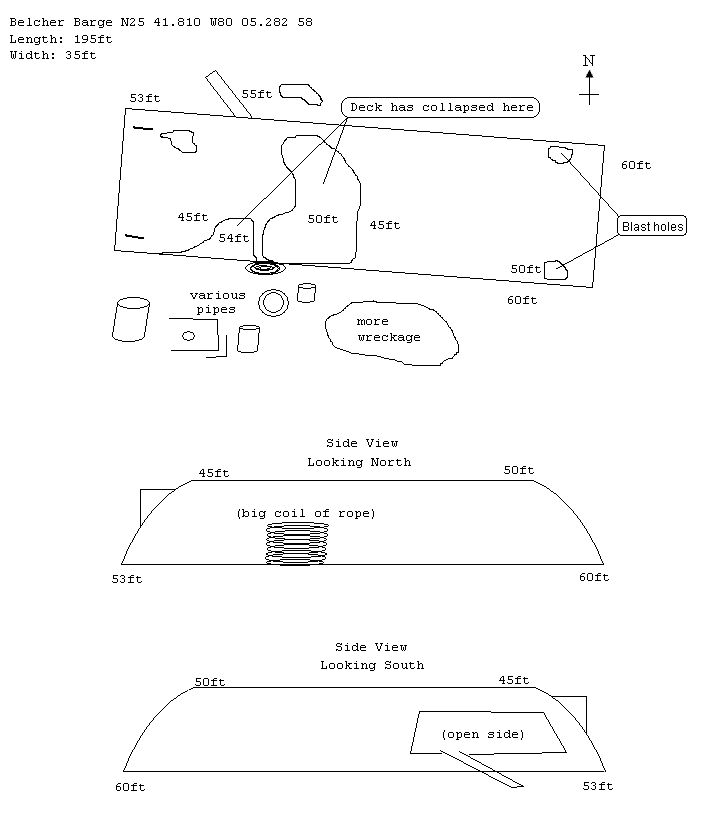 Belcher Barge N25 41.810 W80 05.282 58
Length: 195ft
Width: 35ft
N
53ft
55ft
Deck has collapsed here
60ft
45ft
50ft
45ft
54ft
Blast holes
50ft
60ft
various
pipes
more
wreckage
Side View
Looking North
45ft
50ft
(big coil of rope)
53ft
60ft
Side View
Looking South
50ft
45ft
(open side)
60ft
53ft